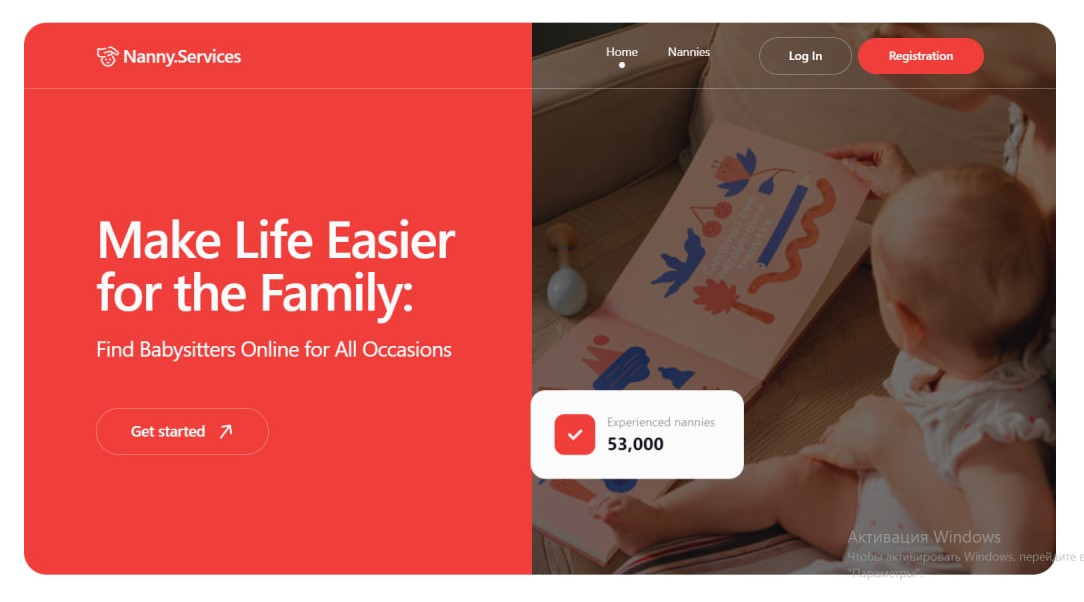 Nanny.Services
Home
Nannies
Log In
Registration
Make Life Easier
for the Family:
Find Babysitters Online for All Occasions
Get started
Experienced nannies
53,000
Активация Windows
Чтобы активировать Windows, перейдите в
"Параметры".